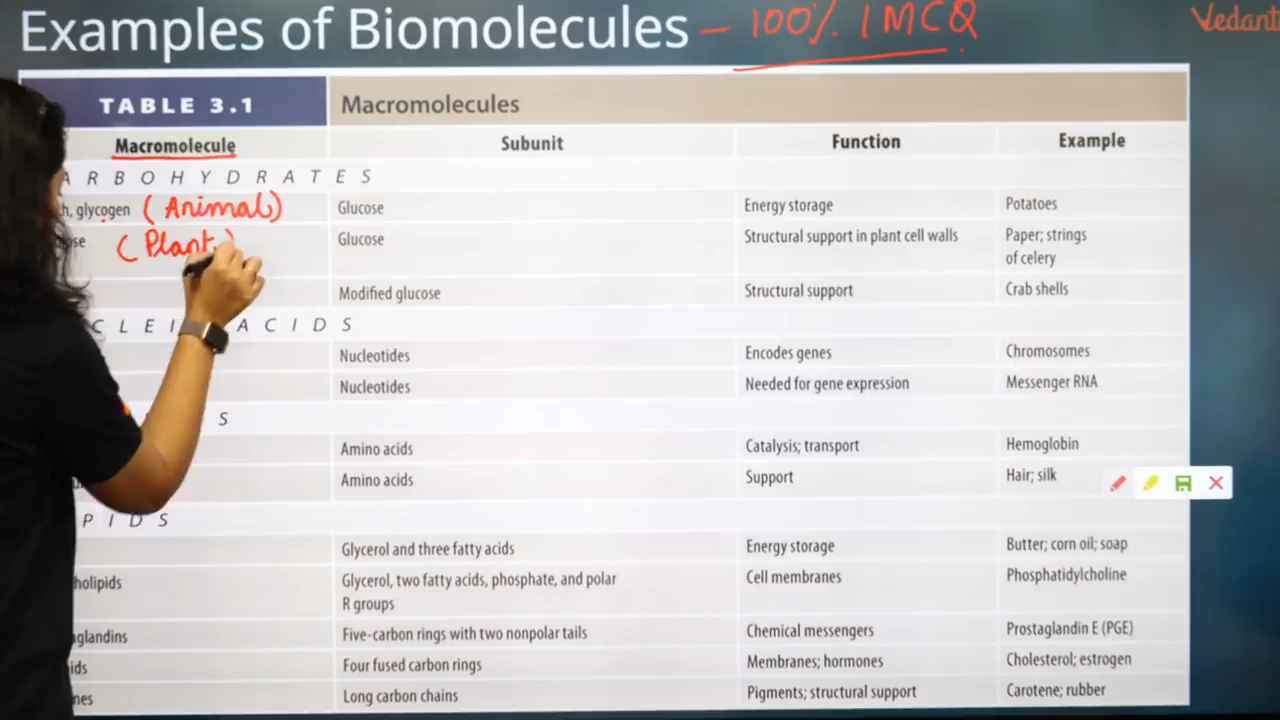 Examples of Biomolecules – 100% 1 MCQ
Vedant
TABLE 3.1 Macromolecules
Macromolecule Subunit Function Example
ARBOHYDRATES
h, glycogen (Animal) Glucose Energy storage Potatoes
ose (Plant) Glucose Structural support in plant cell walls Paper; strings
of celery
Modified glucose Structural support Crab shells
CLEI ACIDS
Nucleotides Encodes genes Chromosomes
Nucleotides Needed for gene expression Messenger RNA
S
Amino acids Catalysis; transport Hemoglobin
Amino acids Support Hair; silk
PIDS
Glycerol and three fatty acids Energy storage Butter; corn oil; soap
holipids Glycerol, two fatty acids, phosphate, and polar Cell membranes Phosphatidylcholine
R groups
aglandins Five-carbon rings with two nonpolar tails Chemical messengers Prostaglandin E (PGE)
ids Four fused carbon rings Membranes; hormones Cholesterol; estrogen
nes Long carbon chains Pigments; structural support Carotene; rubber